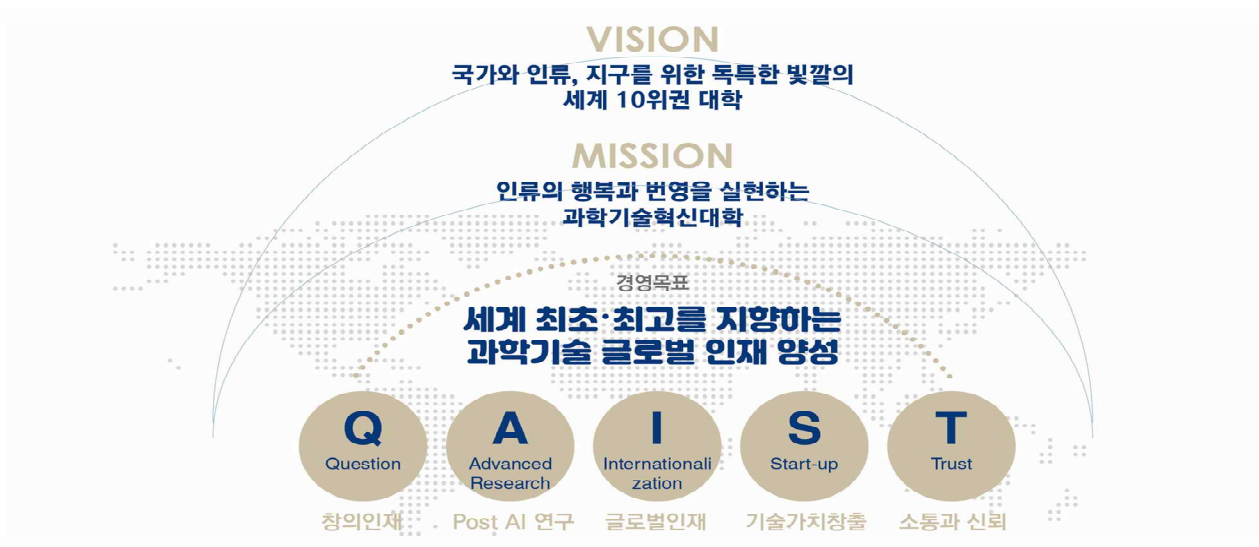 VISION
국가와 인류, 지구를 위한 독특한 빛깔의
세계 10위권 대학
MISSION
인류의 행복과 번영을 실현하는
과학기술혁신대학
경영목표
세계 최초·최고를 지향하는
과학기술 글로벌 인재 양성
Q
Question
창의인재
A
Advanced
Research
Post AI 연구
I
Internationali
zation
글로벌인재
S
Start-up
기술가치창출
T
Trust
소통과 신뢰